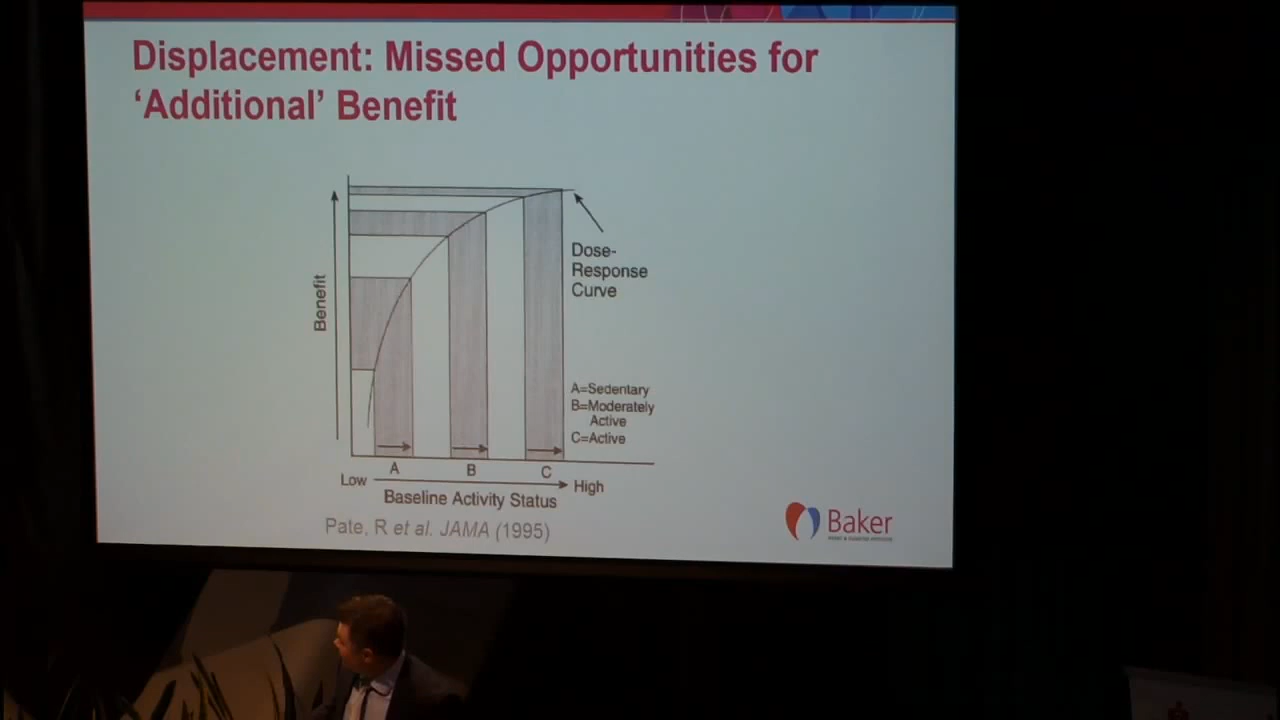 Displacement: Missed Opportunities for
‘Additional’ Benefit
Benefit
Dose-
Response
Curve
A=Sedentary
B=Moderately
Active
C=Active
A
B
C
Low
High
Baseline Activity Status
Pate, R et al. JAMA (1995)
Baker